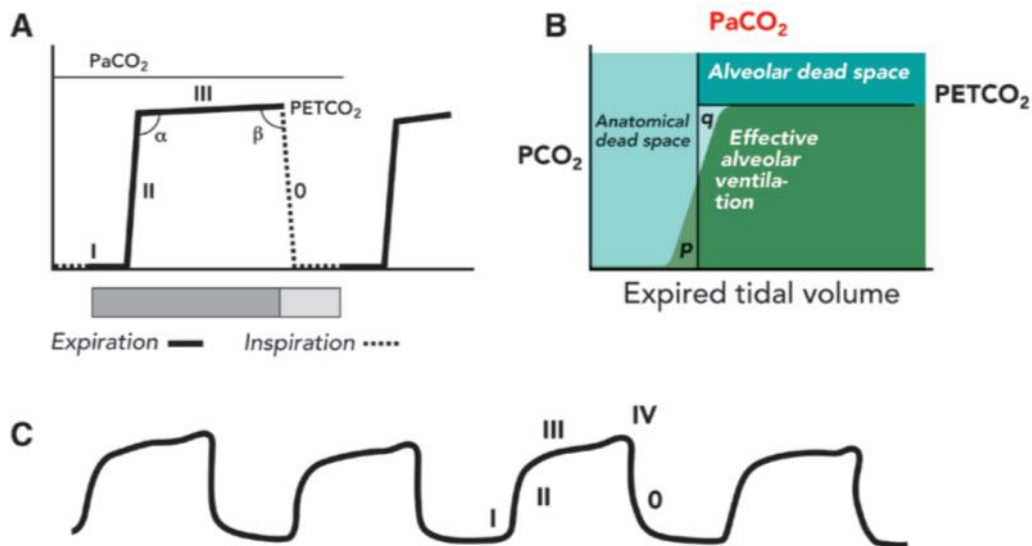 A
PaCO₂
III
PETCO₂
α
β
II
0
I
Expiration
Inspiration
B
PaCO₂
Alveolar dead space
PETCO₂
Anatomical
dead space
q
Effective
alveolar
ventila-
tion
PCO₂
p
Expired tidal volume
C
IV
III
II
I
0